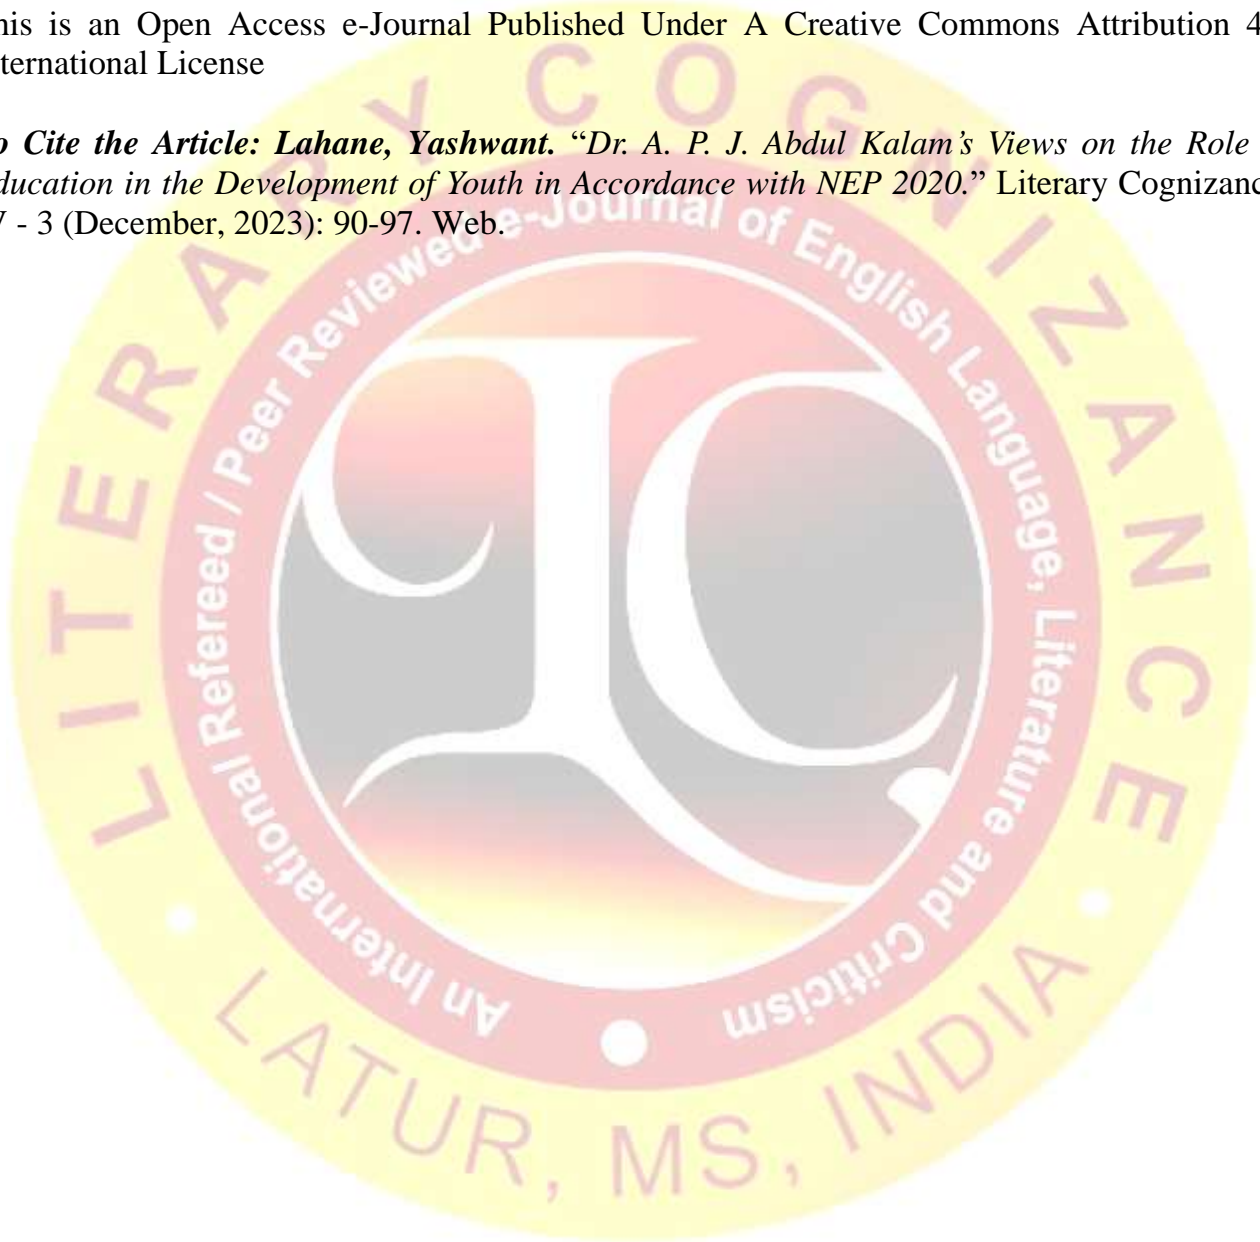 his is an Open Access e-Journal Published Under A Creative Commons Attribution 4
ternational License
o Cite the Article: Lahane, Yashwant. “Dr. A. P. J. Abdul Kalam’s Views on the Role
ducation in the Development of Youth in Accordance with NEP 2020.” Literary Cognizanc
- 3 (December, 2023): 90-97. Web.
LITERARY COGNIZANCE
An International Refereed / Peer Reviewed e-Journal of English Language, Literature and Criticism
LC
LATUR, MS, INDIA